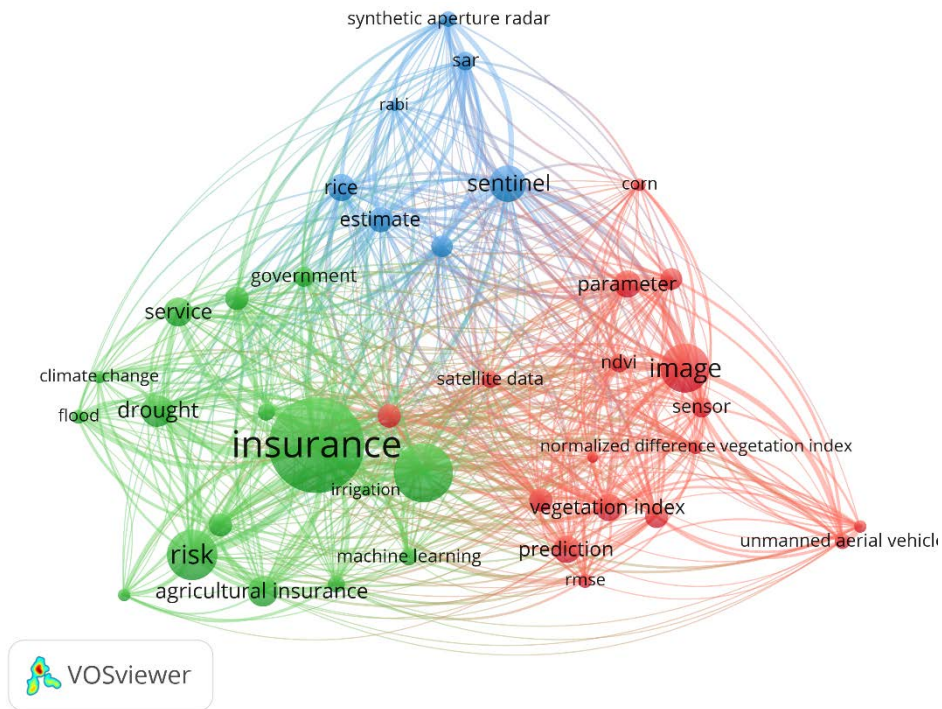 synthetic aperture radar
sar
rabi
rice
sentinel
corn
estimate
government
parameter
service
climate change
satellite data
ndvi
image
flood
drought
sensor
insurance
normalized difference vegetation index
irrigation
vegetation index
unmanned aerial vehicle
risk
machine learning
prediction
rmse
agricultural insurance
VOSviewer